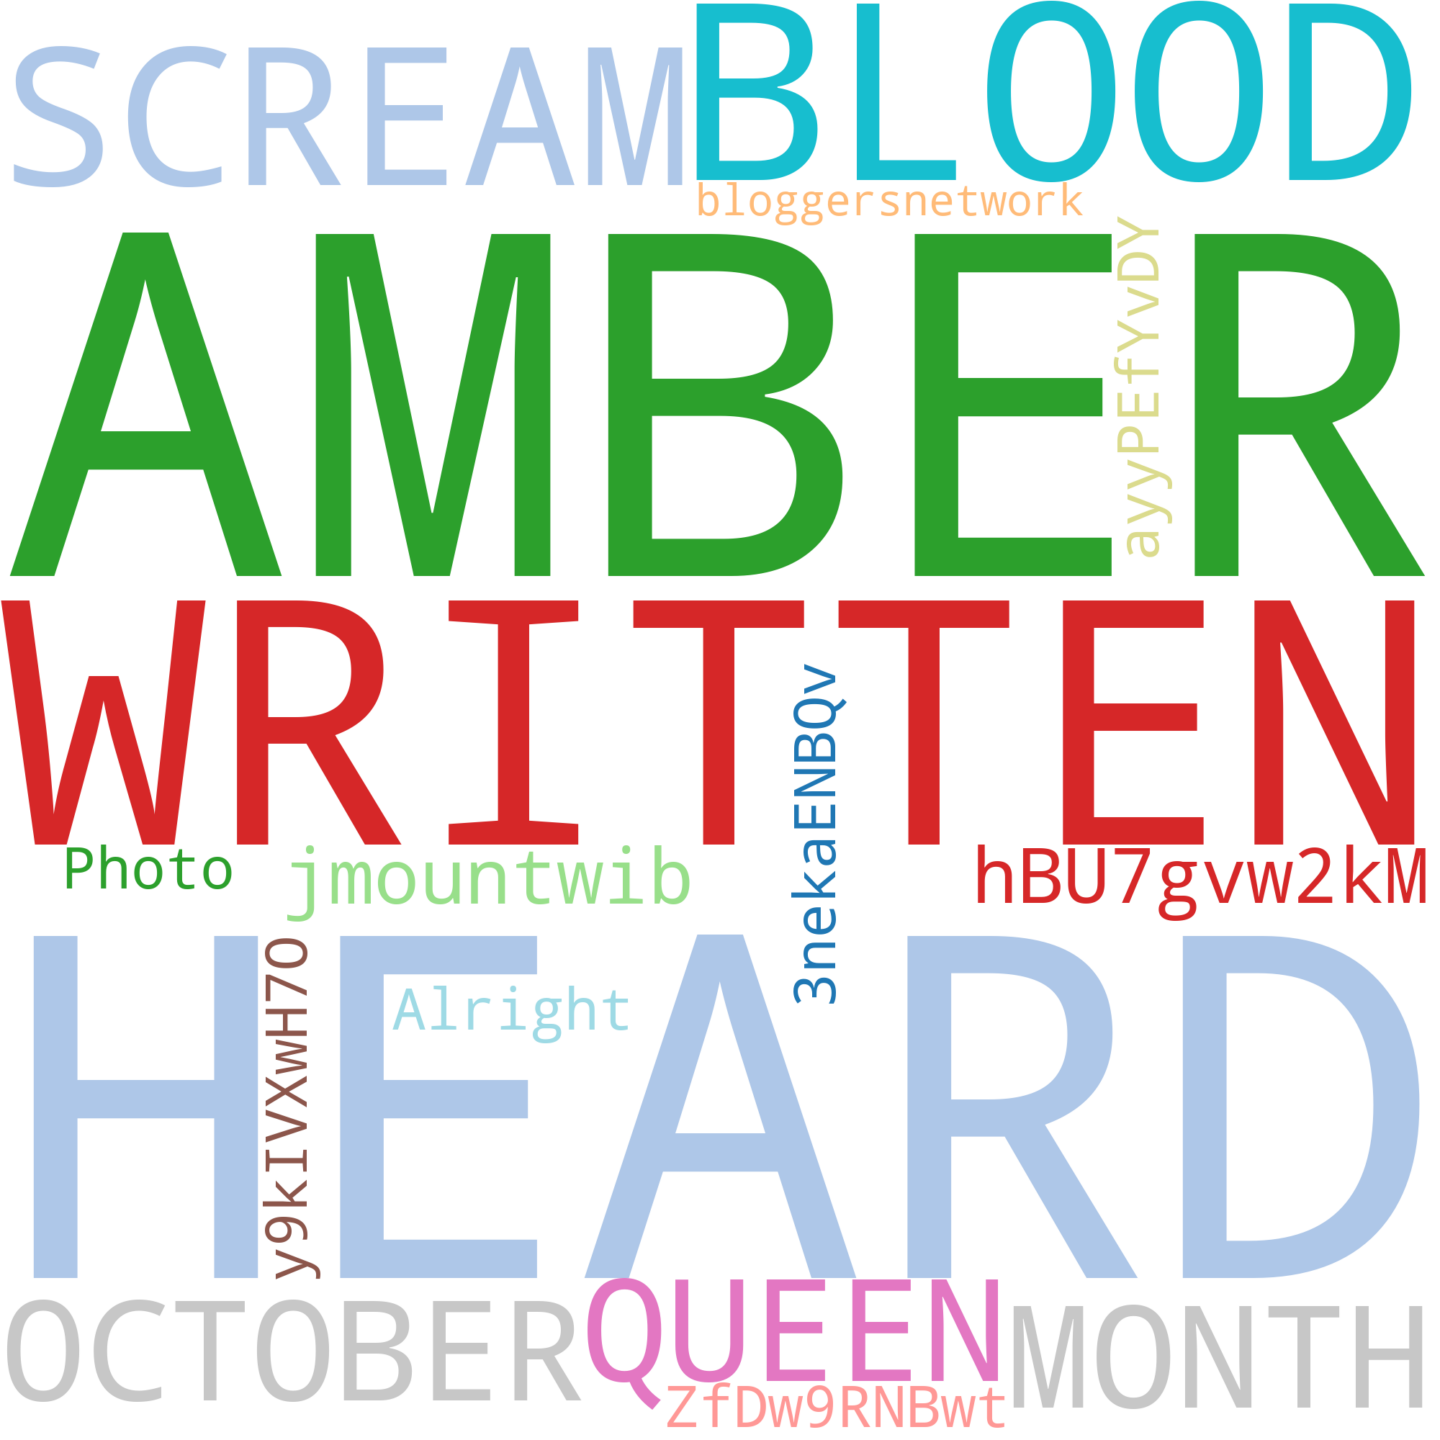 SCREAM
BLOOD
bloggersnetwork
AMBER
ayyPEfYvDY
WRITTEN
3nekaENBQv
Photo
jmountwib
hBU7gvw2kM
HEARD
y9kIVXwH7O
Alright
OCTOBER
QUEEN
MONTH
ZfDw9RNBwt